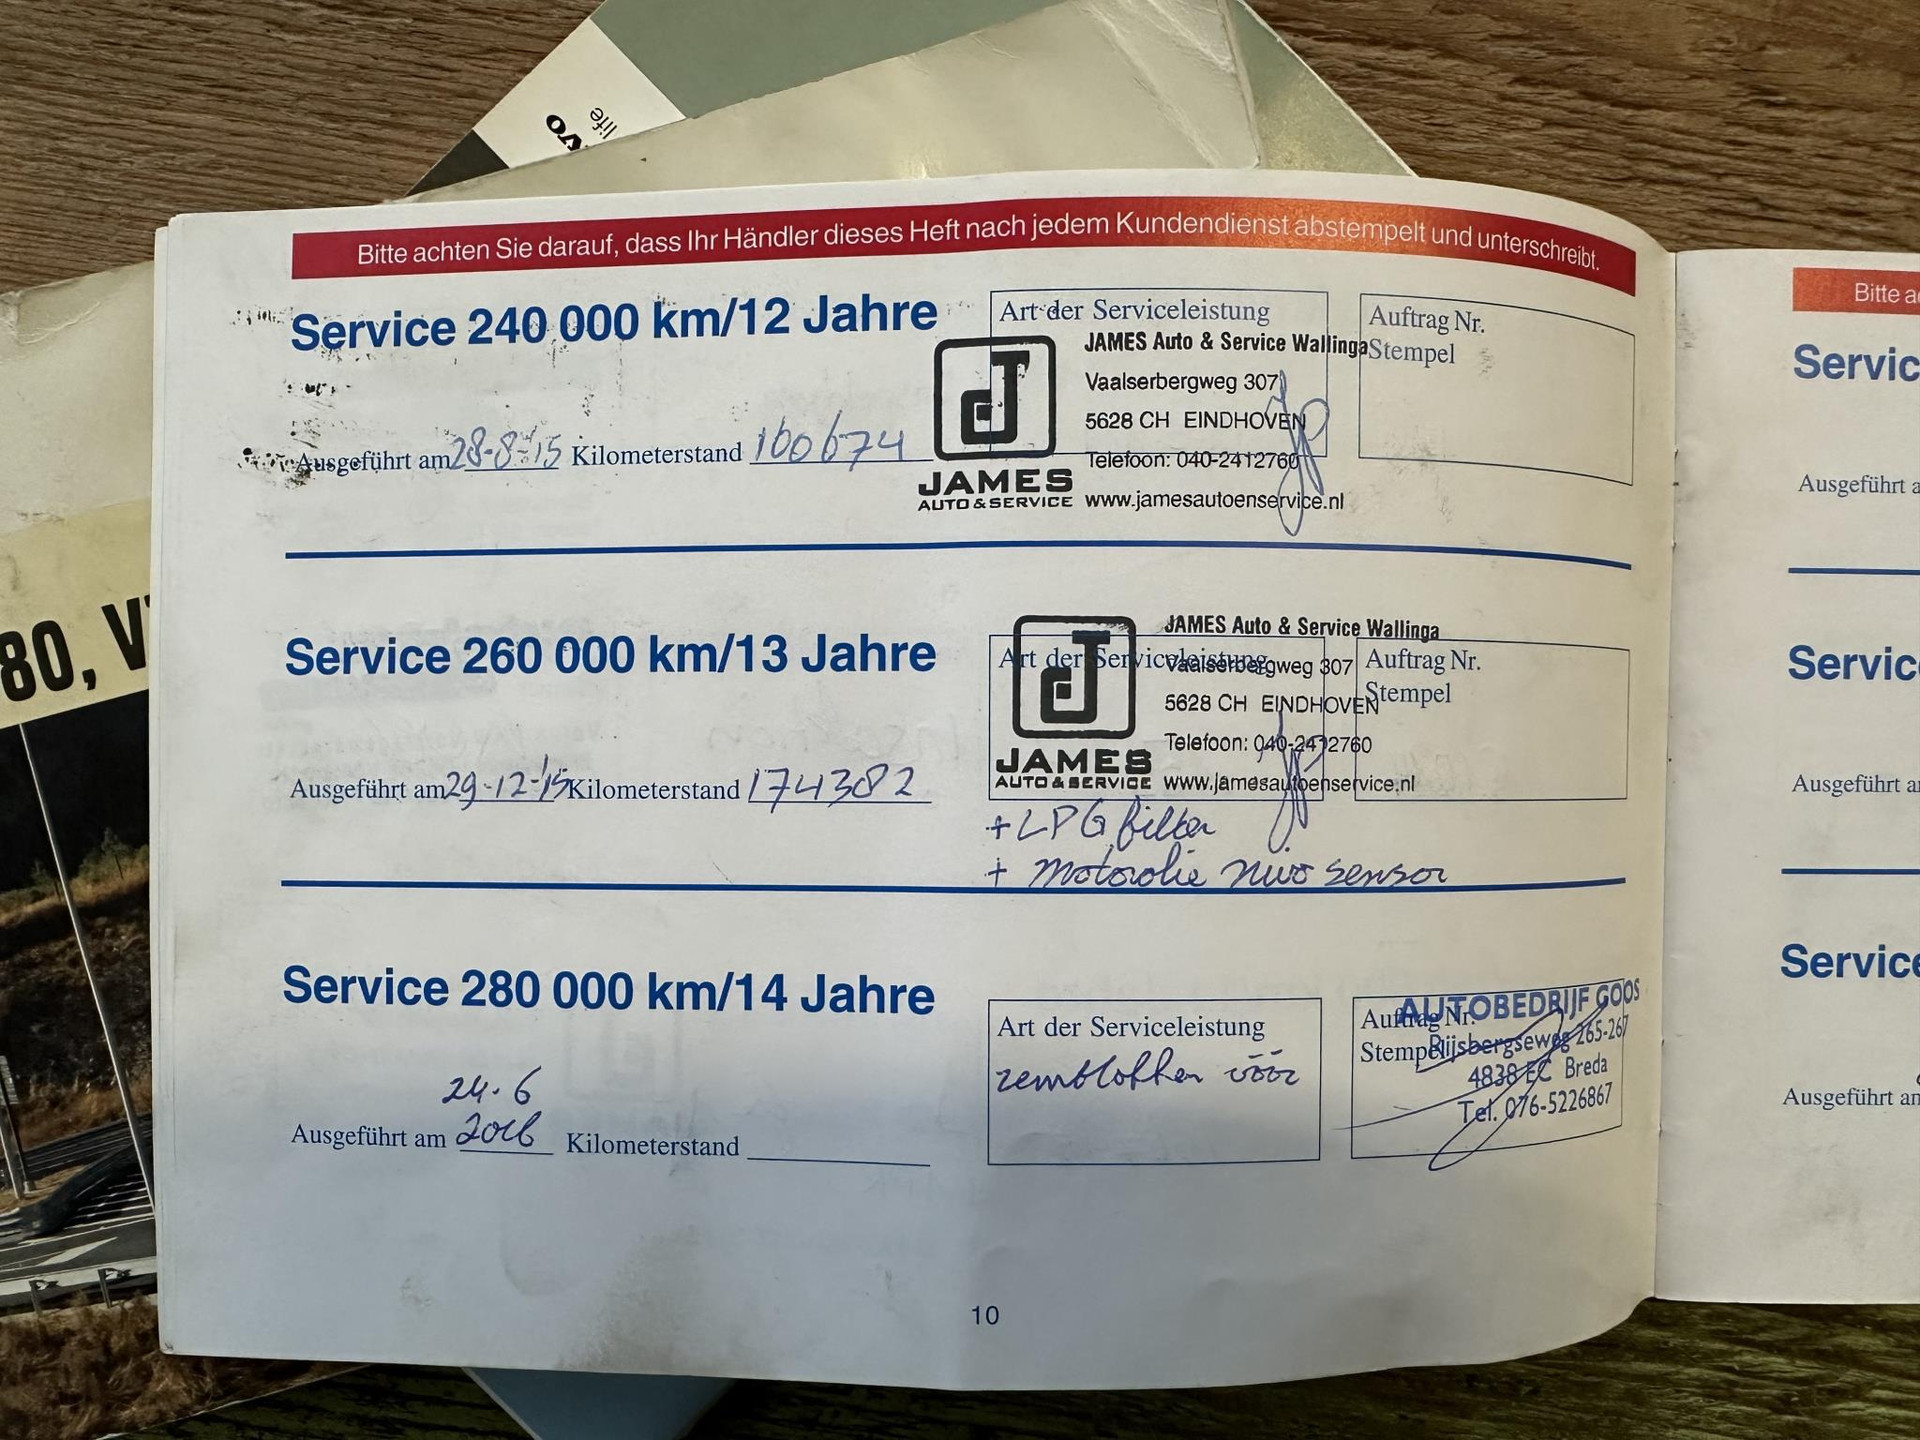 vo
life
80, V
Bitte achten Sie darauf, dass Ihr Händler dieses Heft nach jedem Kundendienst abstempelt und unterschreibt.
Service 240 000 km/12 Jahre
Art der Serviceleistung
Auftrag Nr.
Stempel
JAMES Auto & Service Wallinga
Vaalserbergweg 307
5628 CH EINDHOVEN
Telefoon: 040-2412760
www.jamesautoenservice.nl
J
JAMES
AUTO & SERVICE
Ausgeführt am 28-8-'15 Kilometerstand 160674
Service 260 000 km/13 Jahre
Art der Serviceleistung
Auftrag Nr.
Stempel
JAMES Auto & Service Wallinga
Vaalserbergweg 307
5628 CH EINDHOVEN
Telefoon: 040-2412760
www.jamesautoenservice.nl
J
JAMES
AUTO & SERVICE
Ausgeführt am 29-12-'15 Kilometerstand 174382
+ LPG filter
+ motorolie nivo sensor
Service 280 000 km/14 Jahre
Art der Serviceleistung
remblokken vóór
Auftrag Nr.
Stempel
AUTOBEDRIJF GOOS
Rijsbergseweg 265-267
4838 EC Breda
Tel. 076-5226867
24-6
Ausgeführt am 2016 Kilometerstand
10
Bitte a
Servic
Ausgeführt a
Service
Ausgeführt a
Service
Ausgeführt an